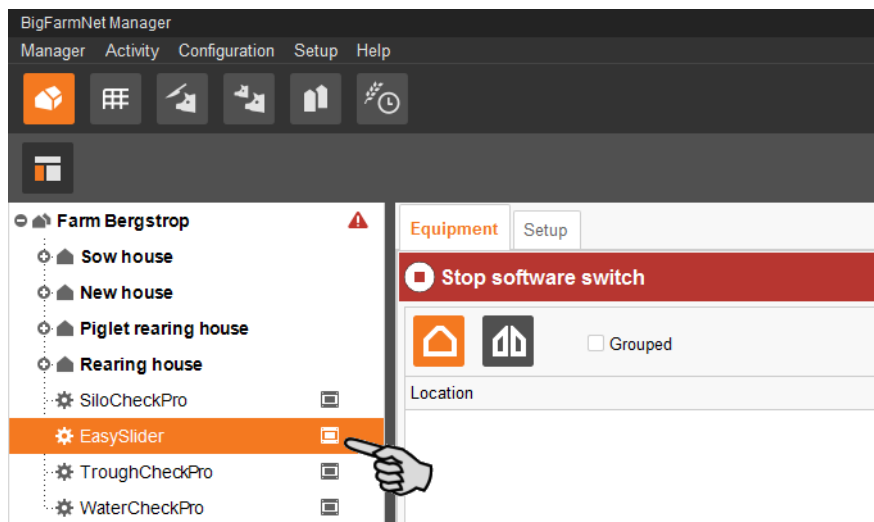 BigFarmNet Manager
Manager Activity Configuration Setup Help
Farm Bergstrop
Sow house
New house
Piglet rearing house
Rearing house
SiloCheckPro
EasySlider
TroughCheckPro
WaterCheckPro
Equipment Setup
Stop software switch
Grouped
Location